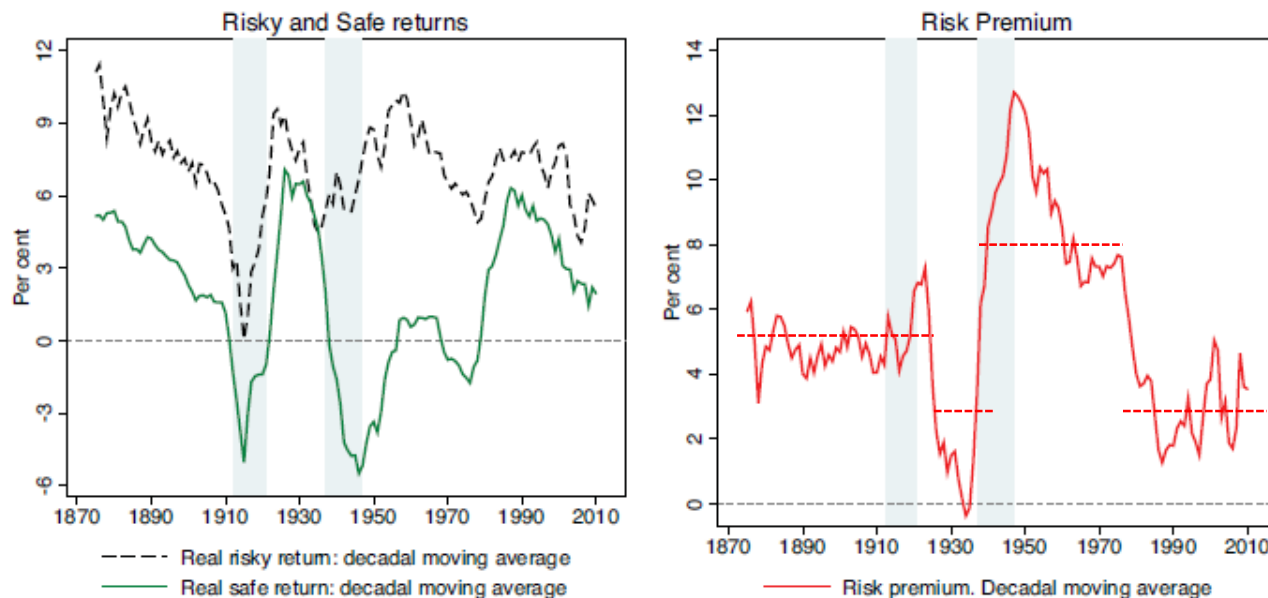 Risky and Safe returns
Per cent
12
9
6
3
0
-3
-6
1870 1890 1910 1930 1950 1970 1990 2010
Real risky return: decadal moving average
Real safe return: decadal moving average
Risk Premium
Per cent
14
12
10
8
6
4
2
0
1870 1890 1910 1930 1950 1970 1990 2010
Risk premium. Decadal moving average